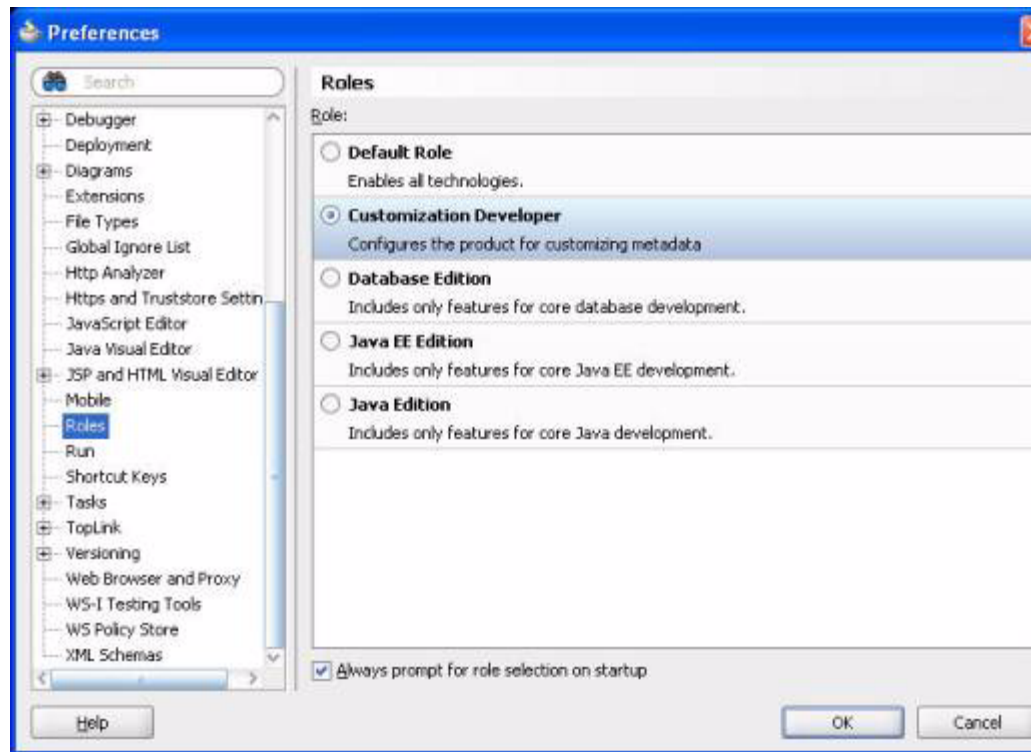 Preferences
Search
Debugger
Deployment
Diagrams
Extensions
File Types
Global Ignore List
Http Analyzer
Https and Truststore Settin
JavaScript Editor
Java Visual Editor
JSP and HTML Visual Editor
Mobile
Roles
Run
Shortcut Keys
Tasks
TopLink
Versioning
Web Browser and Proxy
WS-I Testing Tools
WS Policy Store
XML Schemas
Roles
Role:
Default Role
Enables all technologies.
Customization Developer
Configures the product for customizing metadata
Database Edition
Includes only features for core database development.
Java EE Edition
Includes only features for core Java EE development.
Java Edition
Includes only features for core Java development.
Always prompt for role selection on startup
Help
OK
Cancel